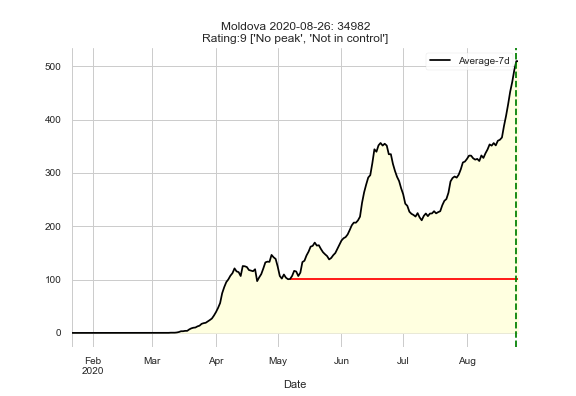 Moldova 2020-08-26: 34982
Rating:9 ['No peak', 'Not in control']
Average-7d
500
400
300
200
100
0
Feb Mar Apr May Jun Jul Aug
2020
Date